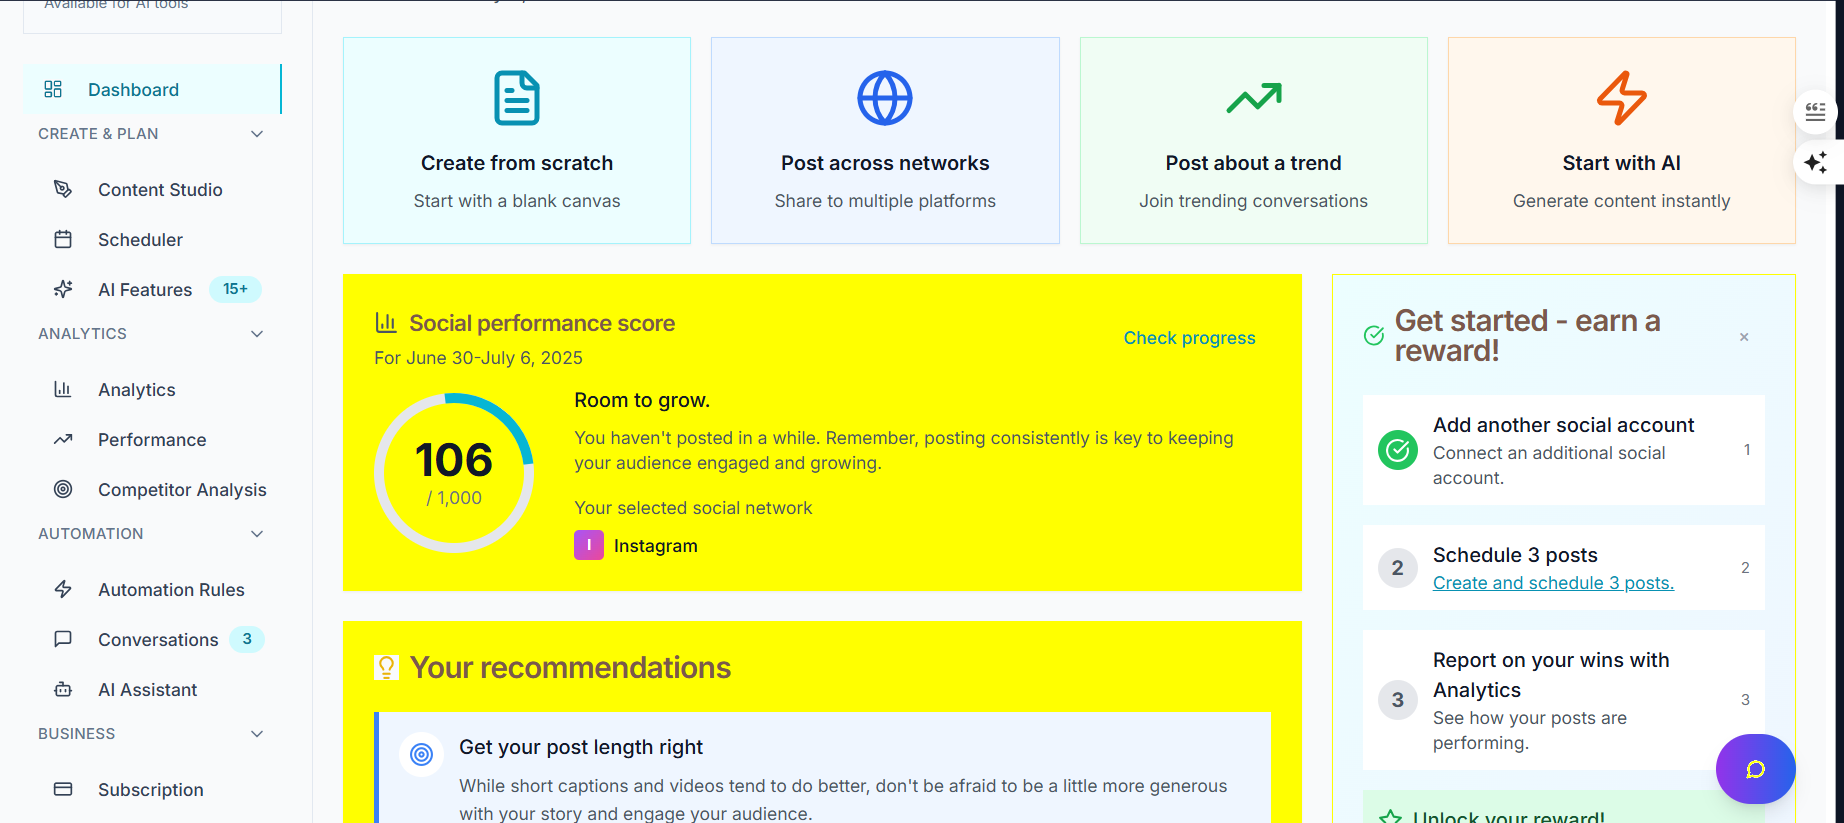 Available for AI tools
Dashboard
CREATE & PLAN
Content Studio
Scheduler
AI Features 15+
ANALYTICS
Analytics
Performance
Competitor Analysis
AUTOMATION
Automation Rules
Conversations 3
AI Assistant
BUSINESS
Subscription
Create from scratch
Start with a blank canvas
Post across networks
Share to multiple platforms
Post about a trend
Join trending conversations
Start with AI
Generate content instantly
Social performance score
For June 30-July 6, 2025
Check progress
106
/ 1,000
Room to grow.
You haven't posted in a while. Remember, posting consistently is key to keeping
your audience engaged and growing.
Your selected social network
I Instagram
Your recommendations
Get your post length right
While short captions and videos tend to do better, don't be afraid to be a little more generous
with your story and engage your audience.
Get started - earn a
reward!
×
Add another social account
Connect an additional social
account.
1
2
Schedule 3 posts
Create and schedule 3 posts.
2
3
Report on your wins with
Analytics
See how your posts are
performing.
3
Unlock your reward!